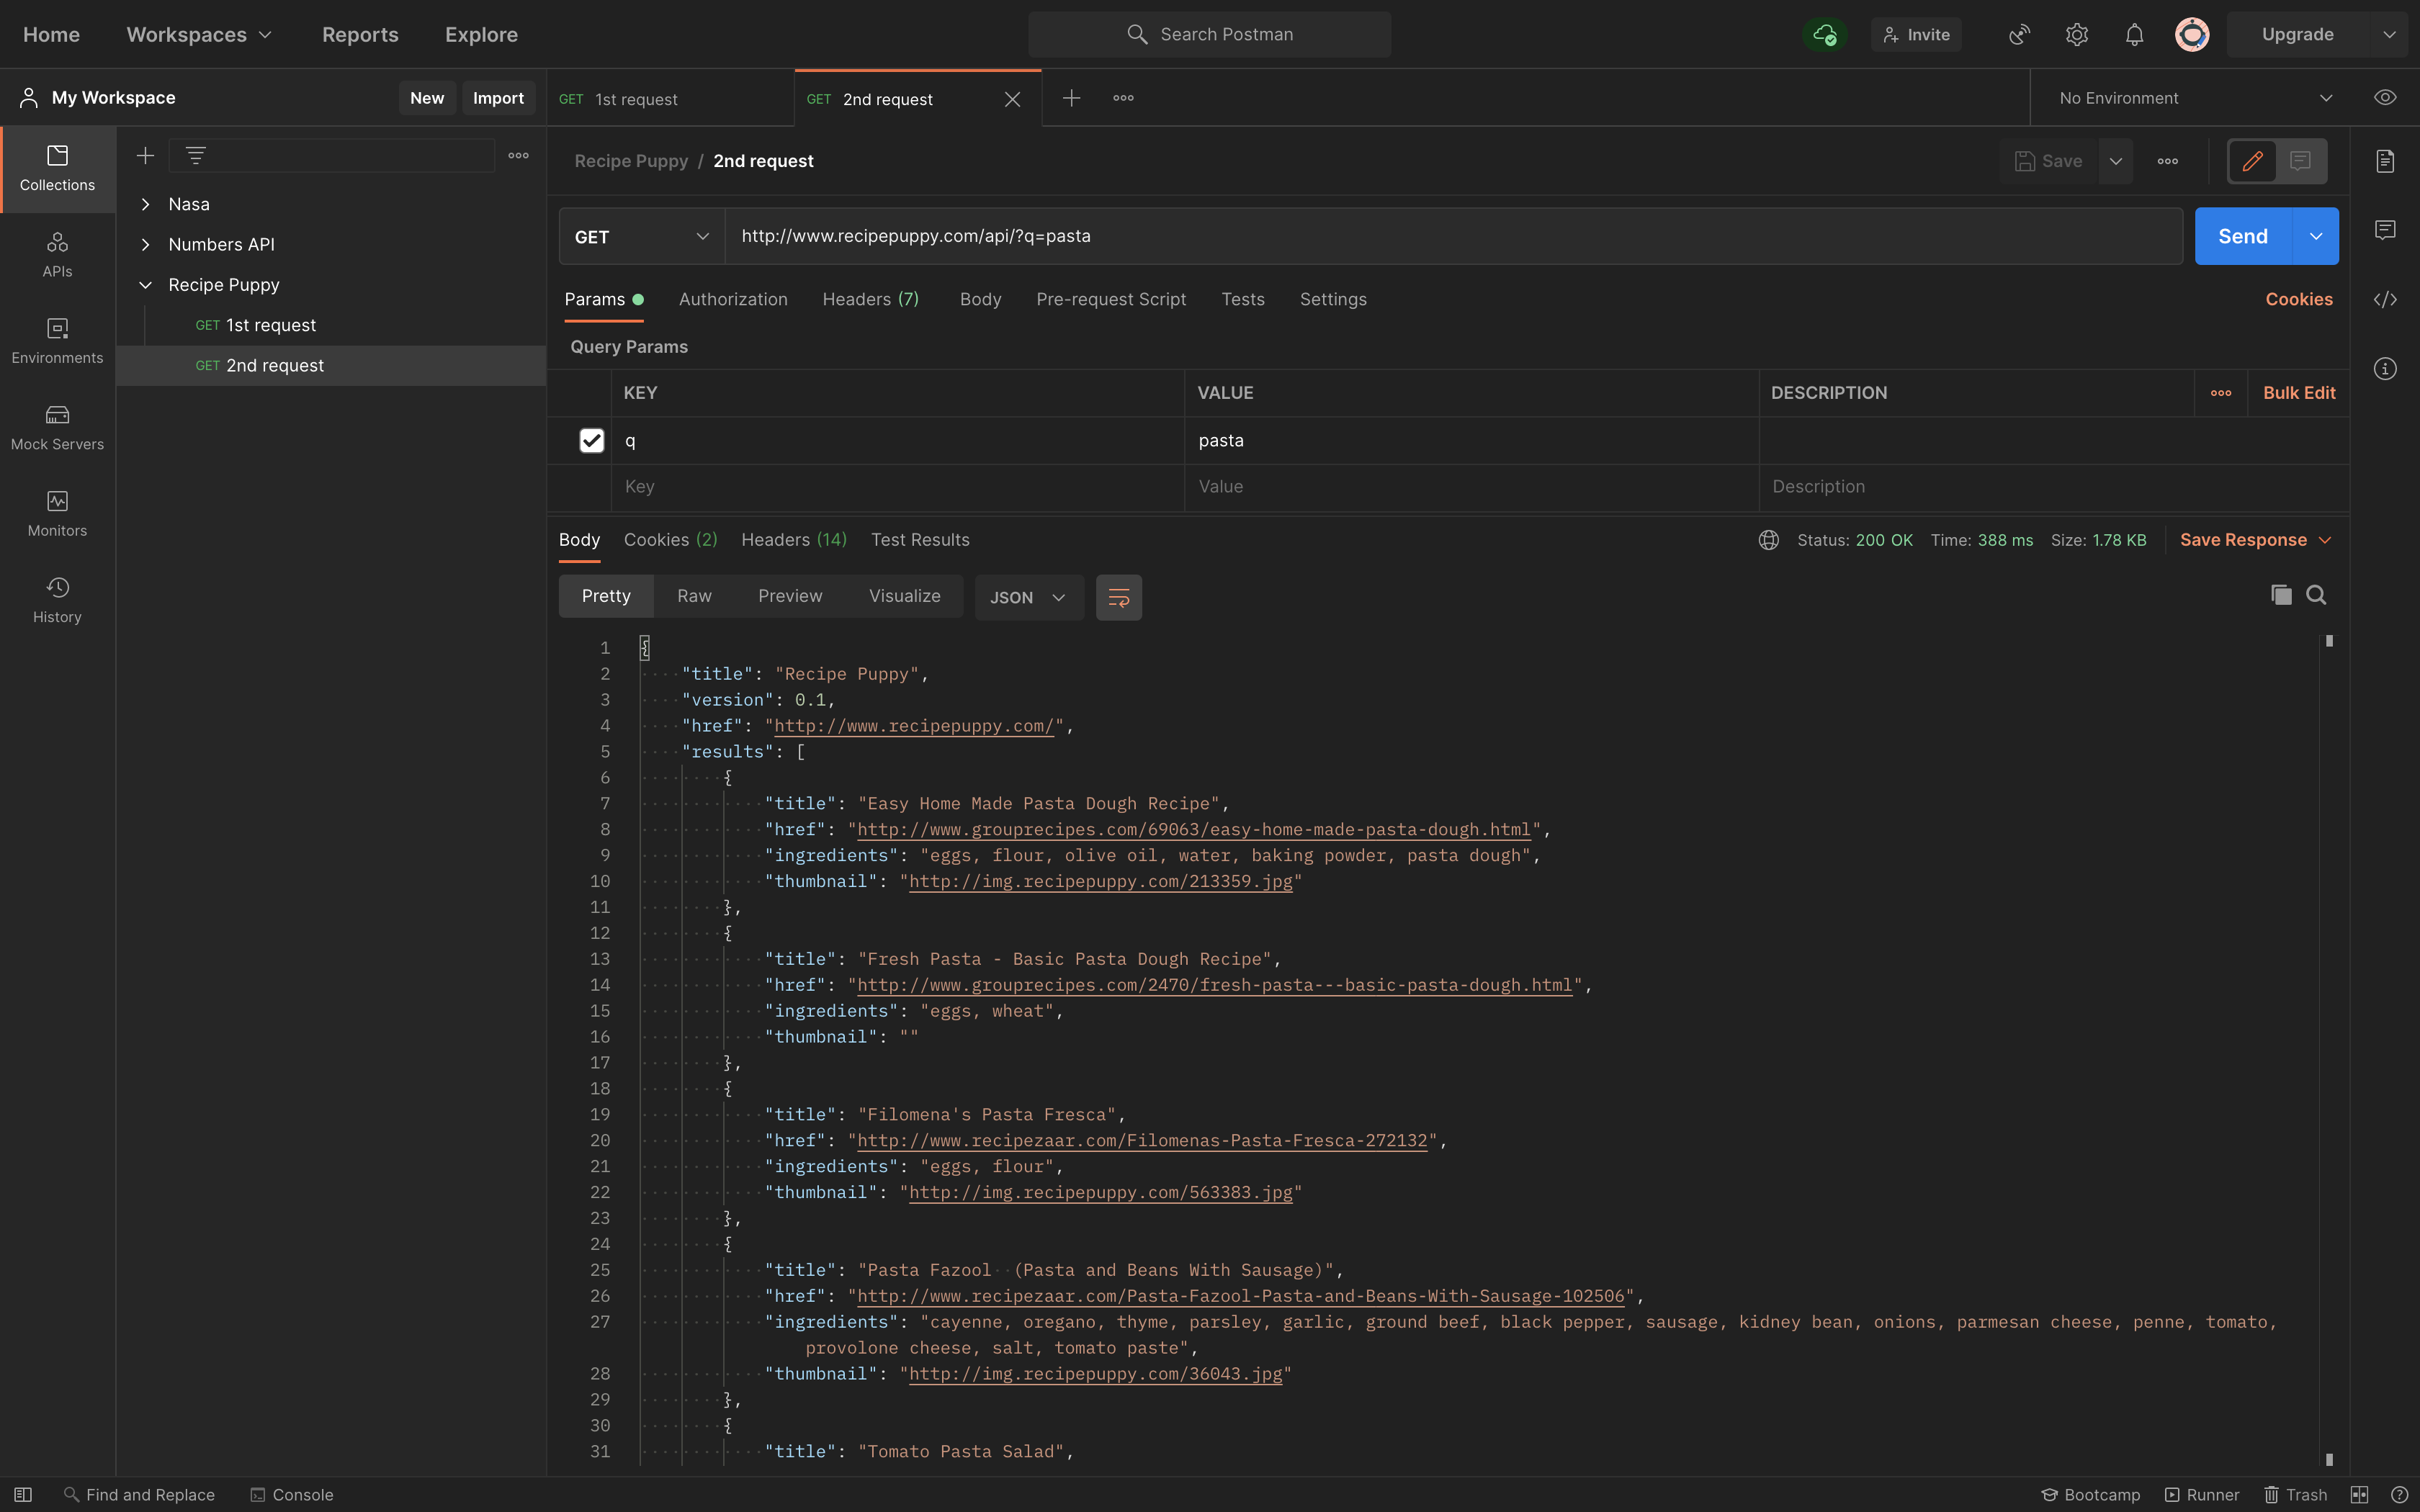 Home Workspaces Reports Explore Search Postman Invite Upgrade
My Workspace New Import GET 1st request GET 2nd request No Environment
Collections
APIs
Environments
Mock Servers
Monitors
History
Nasa
Numbers API
Recipe Puppy
GET 1st request
GET 2nd request
Recipe Puppy / 2nd request Save
GET http://www.recipepuppy.com/api/?q=pasta Send
Params Authorization Headers (7) Body Pre-request Script Tests Settings Cookies
Query Params
KEY VALUE DESCRIPTION Bulk Edit
q pasta
Key Value Description
Body Cookies (2) Headers (14) Test Results Status: 200 OK Time: 388 ms Size: 1.78 KB Save Response
Pretty Raw Preview Visualize JSON
1 {
2 "title": "Recipe Puppy",
3 "version": 0.1,
4 "href": "http://www.recipepuppy.com/",
5 "results": [
6 {
7 "title": "Easy Home Made Pasta Dough Recipe",
8 "href": "http://www.grouprecipes.com/69063/easy-home-made-pasta-dough.html",
9 "ingredients": "eggs, flour, olive oil, water, baking powder, pasta dough",
10 "thumbnail": "http://img.recipepuppy.com/213359.jpg"
11 },
12 {
13 "title": "Fresh Pasta - Basic Pasta Dough Recipe",
14 "href": "http://www.grouprecipes.com/2470/fresh-pasta---basic-pasta-dough.html",
15 "ingredients": "eggs, wheat",
16 "thumbnail": ""
17 },
18 {
19 "title": "Filomena's Pasta Fresca",
20 "href": "http://www.recipezaar.com/Filomenas-Pasta-Fresca-272132",
21 "ingredients": "eggs, flour",
22 "thumbnail": "http://img.recipepuppy.com/563383.jpg"
23 },
24 {
25 "title": "Pasta Fazool  (Pasta and Beans With Sausage)",
26 "href": "http://www.recipezaar.com/Pasta-Fazool-Pasta-and-Beans-With-Sausage-102506",
27 "ingredients": "cayenne, oregano, thyme, parsley, garlic, ground beef, black pepper, sausage, kidney bean, onions, parmesan cheese, penne, tomato,
provolone cheese, salt, tomato paste",
28 "thumbnail": "http://img.recipepuppy.com/36043.jpg"
29 },
30 {
31 "title": "Tomato Pasta Salad",
Find and Replace Console Bootcamp Runner Trash